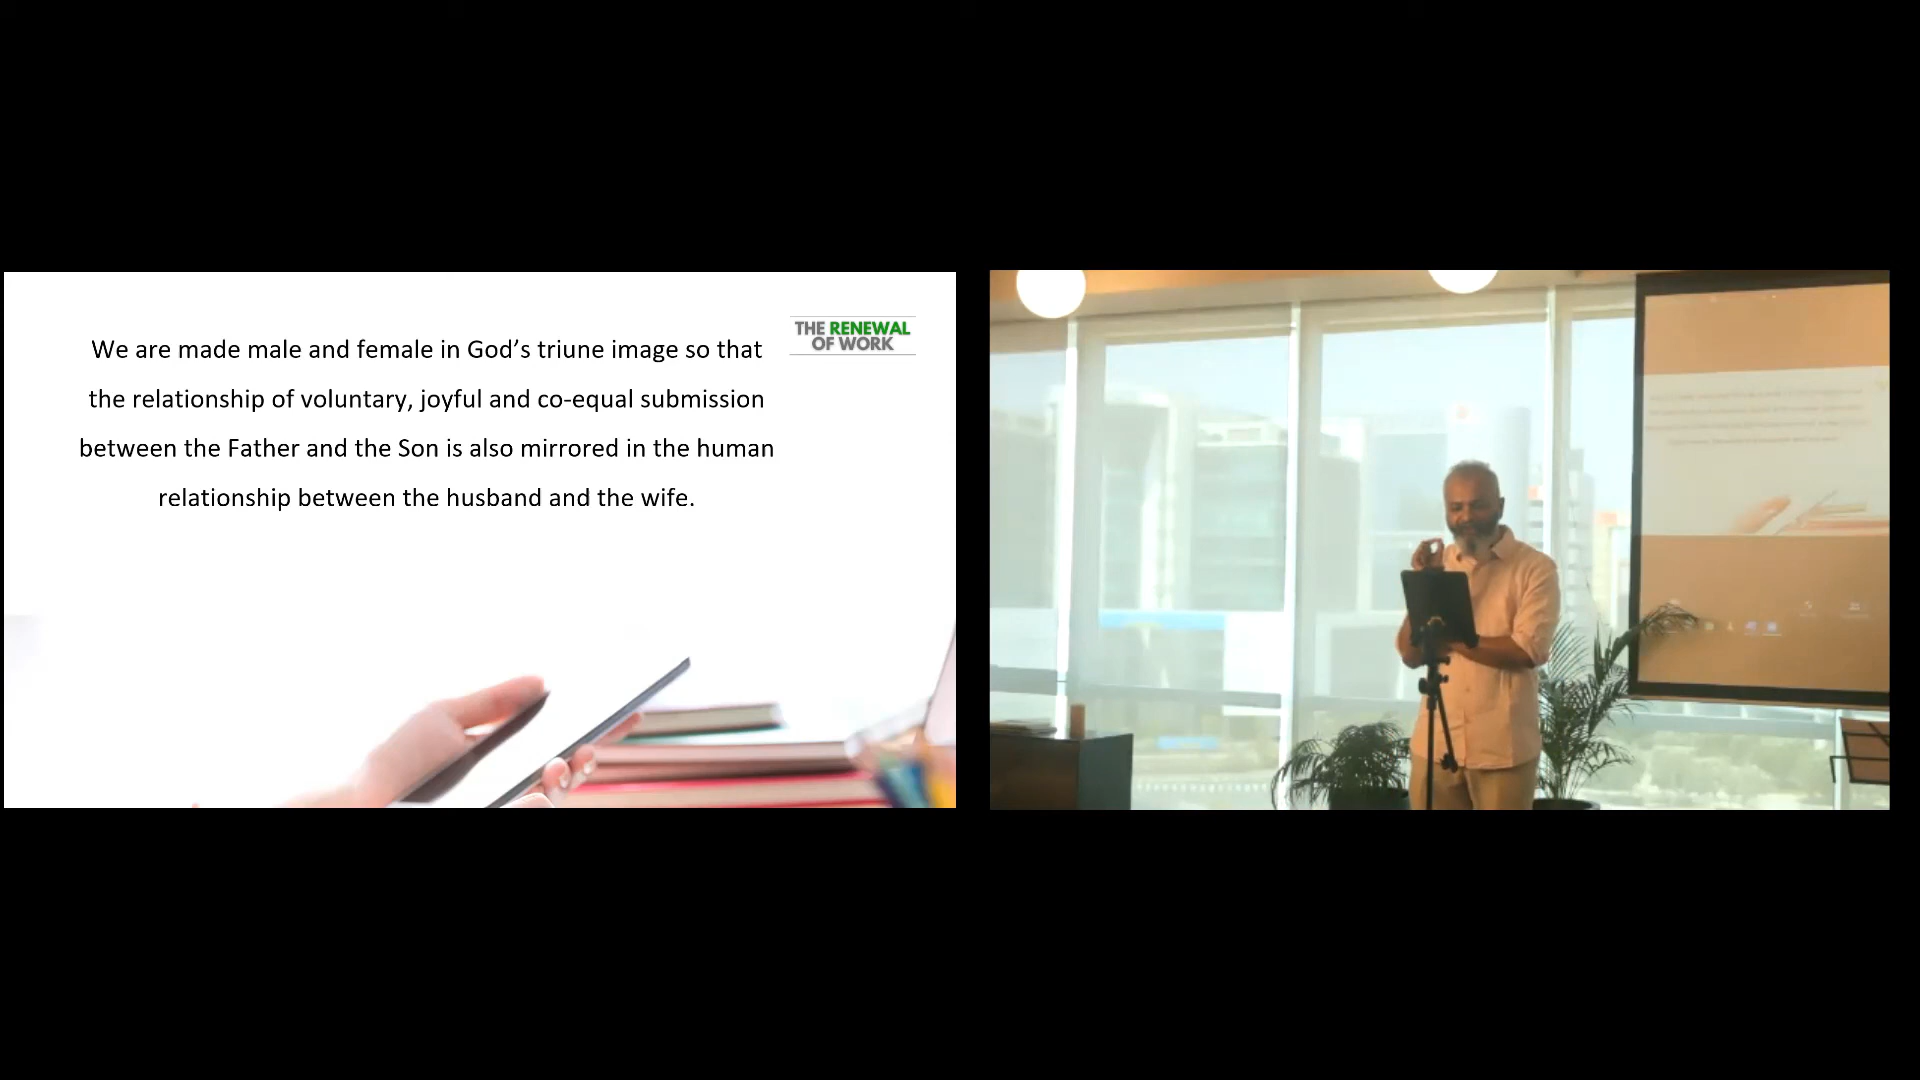 We are made male and female in God’s triune image so that
the relationship of voluntary, joyful and co-equal submission
between the Father and the Son is also mirrored in the human
relationship between the husband and the wife.
THE RENEWAL
OF WORK